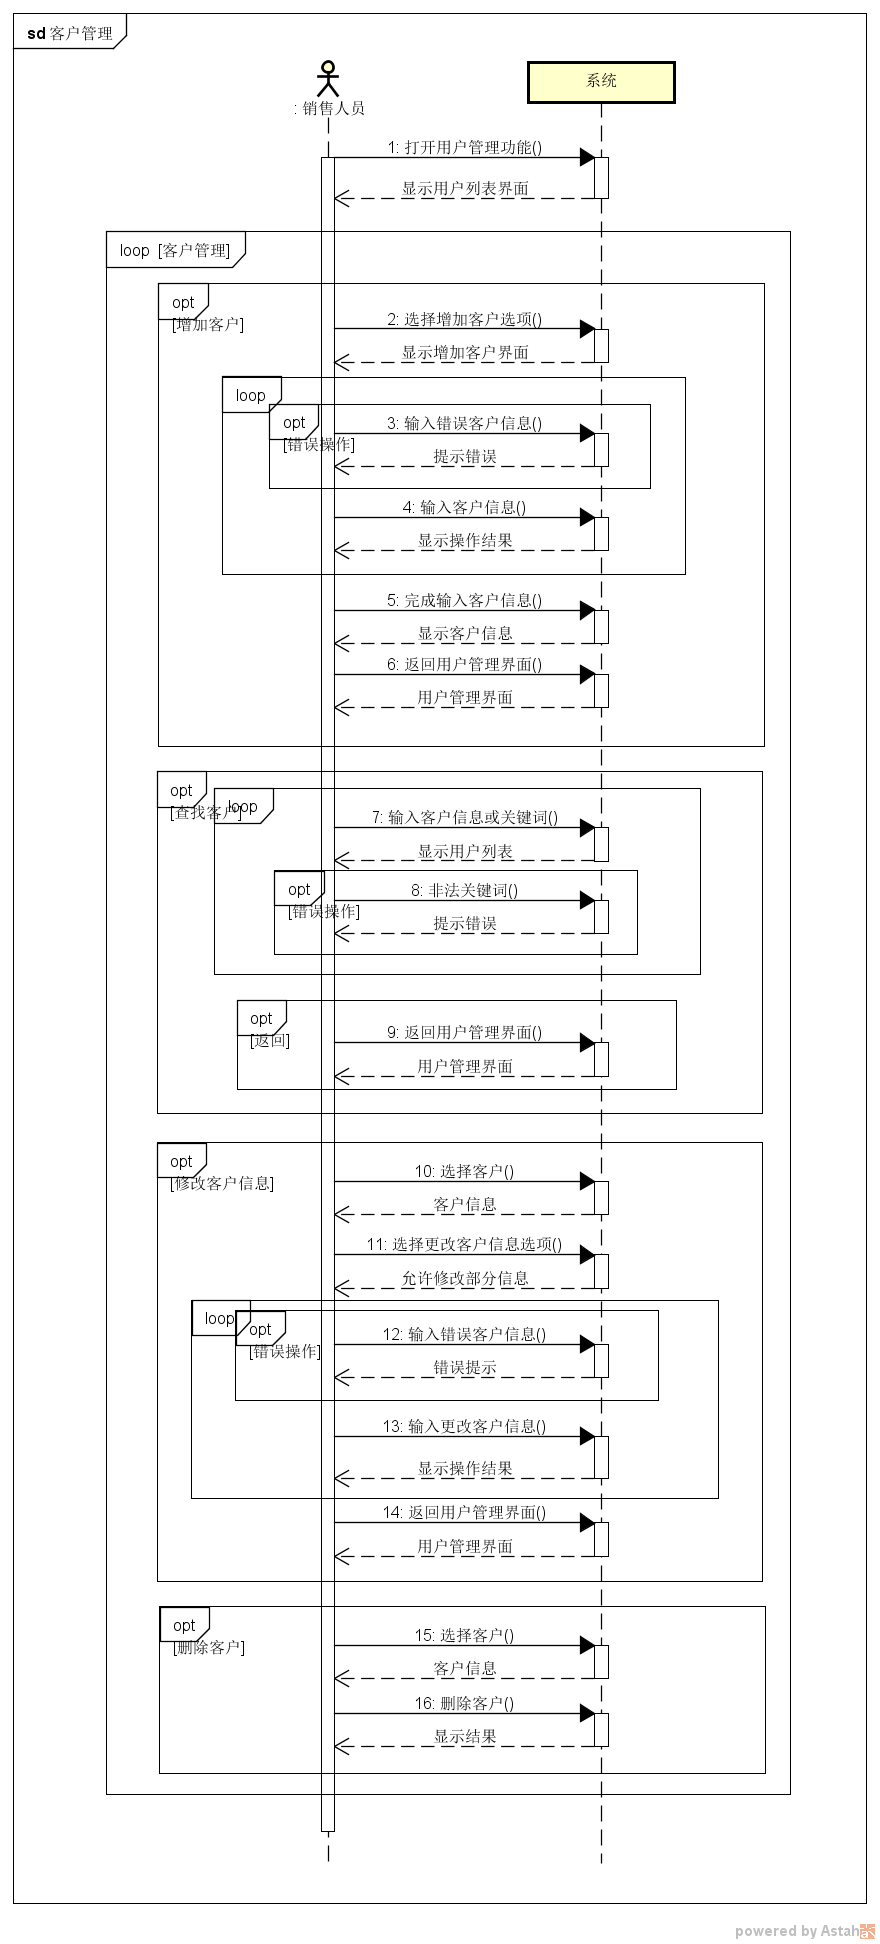 sd 客户管理
: 销售人员
系统
1: 打开用户管理功能()
显示用户列表界面
loop [客户管理]
opt
[增加客户]
2: 选择增加客户选项()
显示增加客户界面
loop
opt
[错误操作]
3: 输入错误客户信息()
提示错误
4: 输入客户信息()
显示操作结果
5: 完成输入客户信息()
显示客户信息
6: 返回用户管理界面()
用户管理界面
opt
[查找客户]
loop
7: 输入客户信息或关键词()
显示用户列表
opt
[错误操作]
8: 非法关键词()
提示错误
opt
[返回]
9: 返回用户管理界面()
用户管理界面
opt
[修改客户信息]
10: 选择客户()
客户信息
11: 选择更改客户信息选项()
允许修改部分信息
loop
opt
[错误操作]
12: 输入错误客户信息()
错误提示
13: 输入更改客户信息()
显示操作结果
14: 返回用户管理界面()
用户管理界面
opt
[删除客户]
15: 选择客户()
客户信息
16: 删除客户()
显示结果
powered by Astah